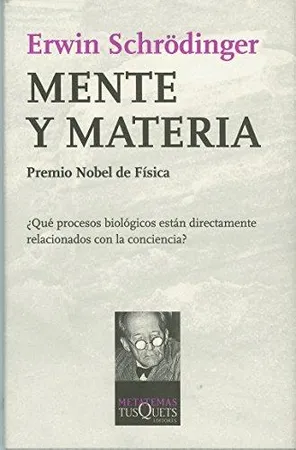 Erwin Schrödinger
MENTE
Y MATERIA
Premio Nobel de Física
¿Qué procesos biológicos están directamente
relacionados con la conciencia?
METATEMAS
TUSQUETS
EDITORES